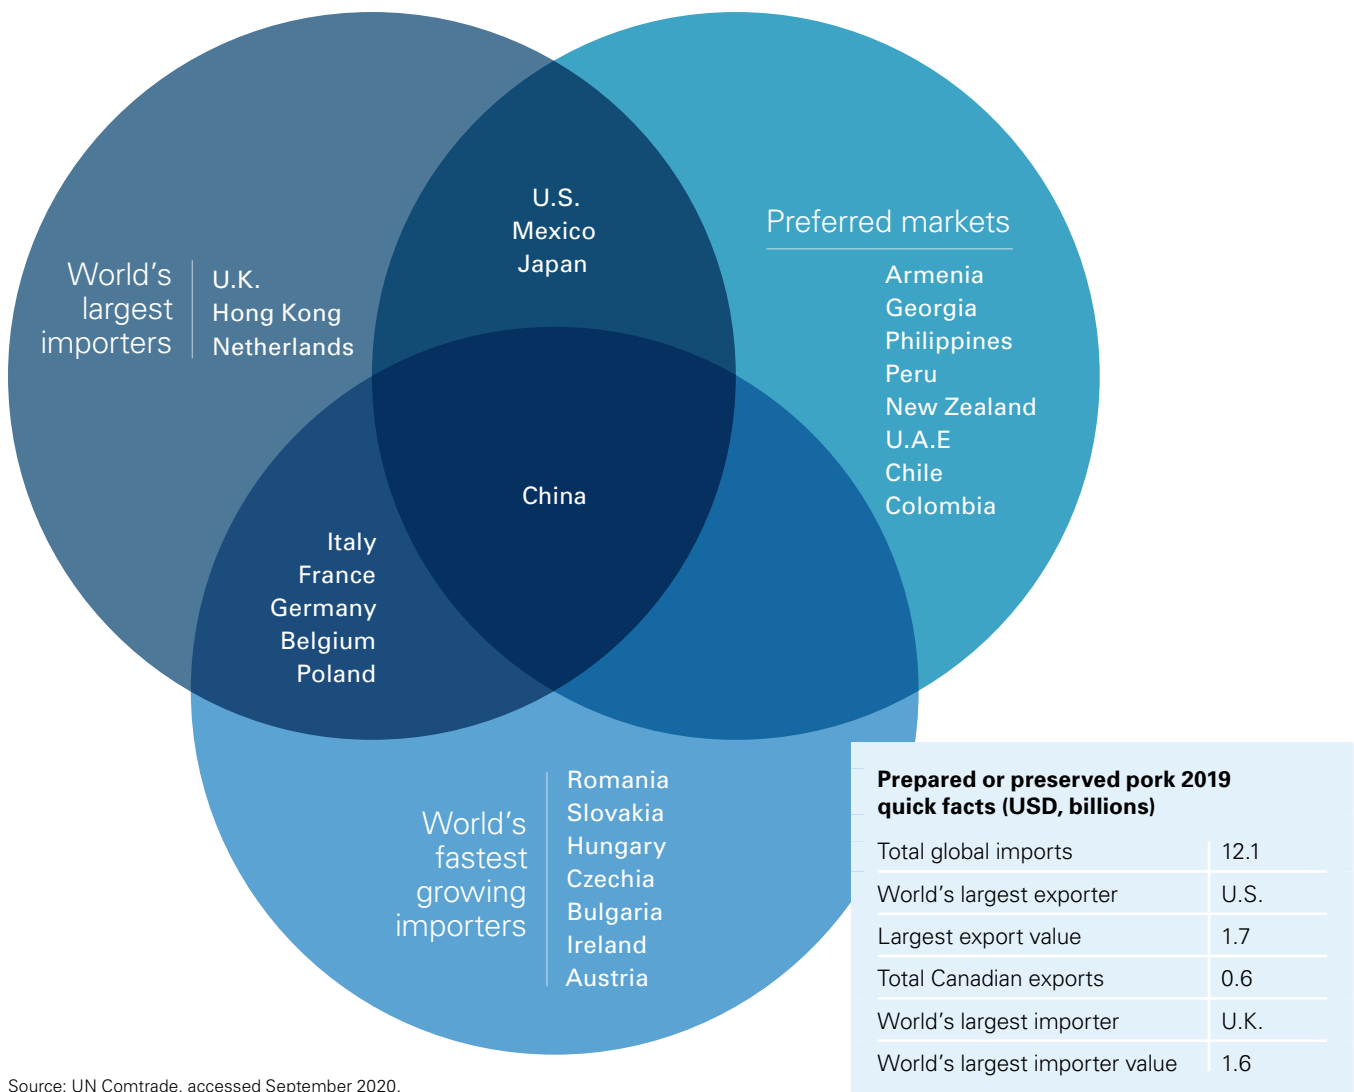 U.S.
Mexico
Japan
Preferred markets
Armenia
Georgia
Philippines
Peru
New Zealand
U.A.E
Chile
Colombia
World's
largest
importers
U.K.
Hong Kong
Netherlands
China
Italy
France
Germany
Belgium
Poland
World's
fastest
growing
importers
Romania
Slovakia
Hungary
Czechia
Bulgaria
Ireland
Austria
Prepared or preserved pork 2019
quick facts (USD, billions)
Total global imports 12.1
World's largest exporter U.S.
Largest export value 1.7
Total Canadian exports 0.6
World's largest importer U.K.
World's largest importer value 1.6
Source: UN Comtrade, accessed September 2020.